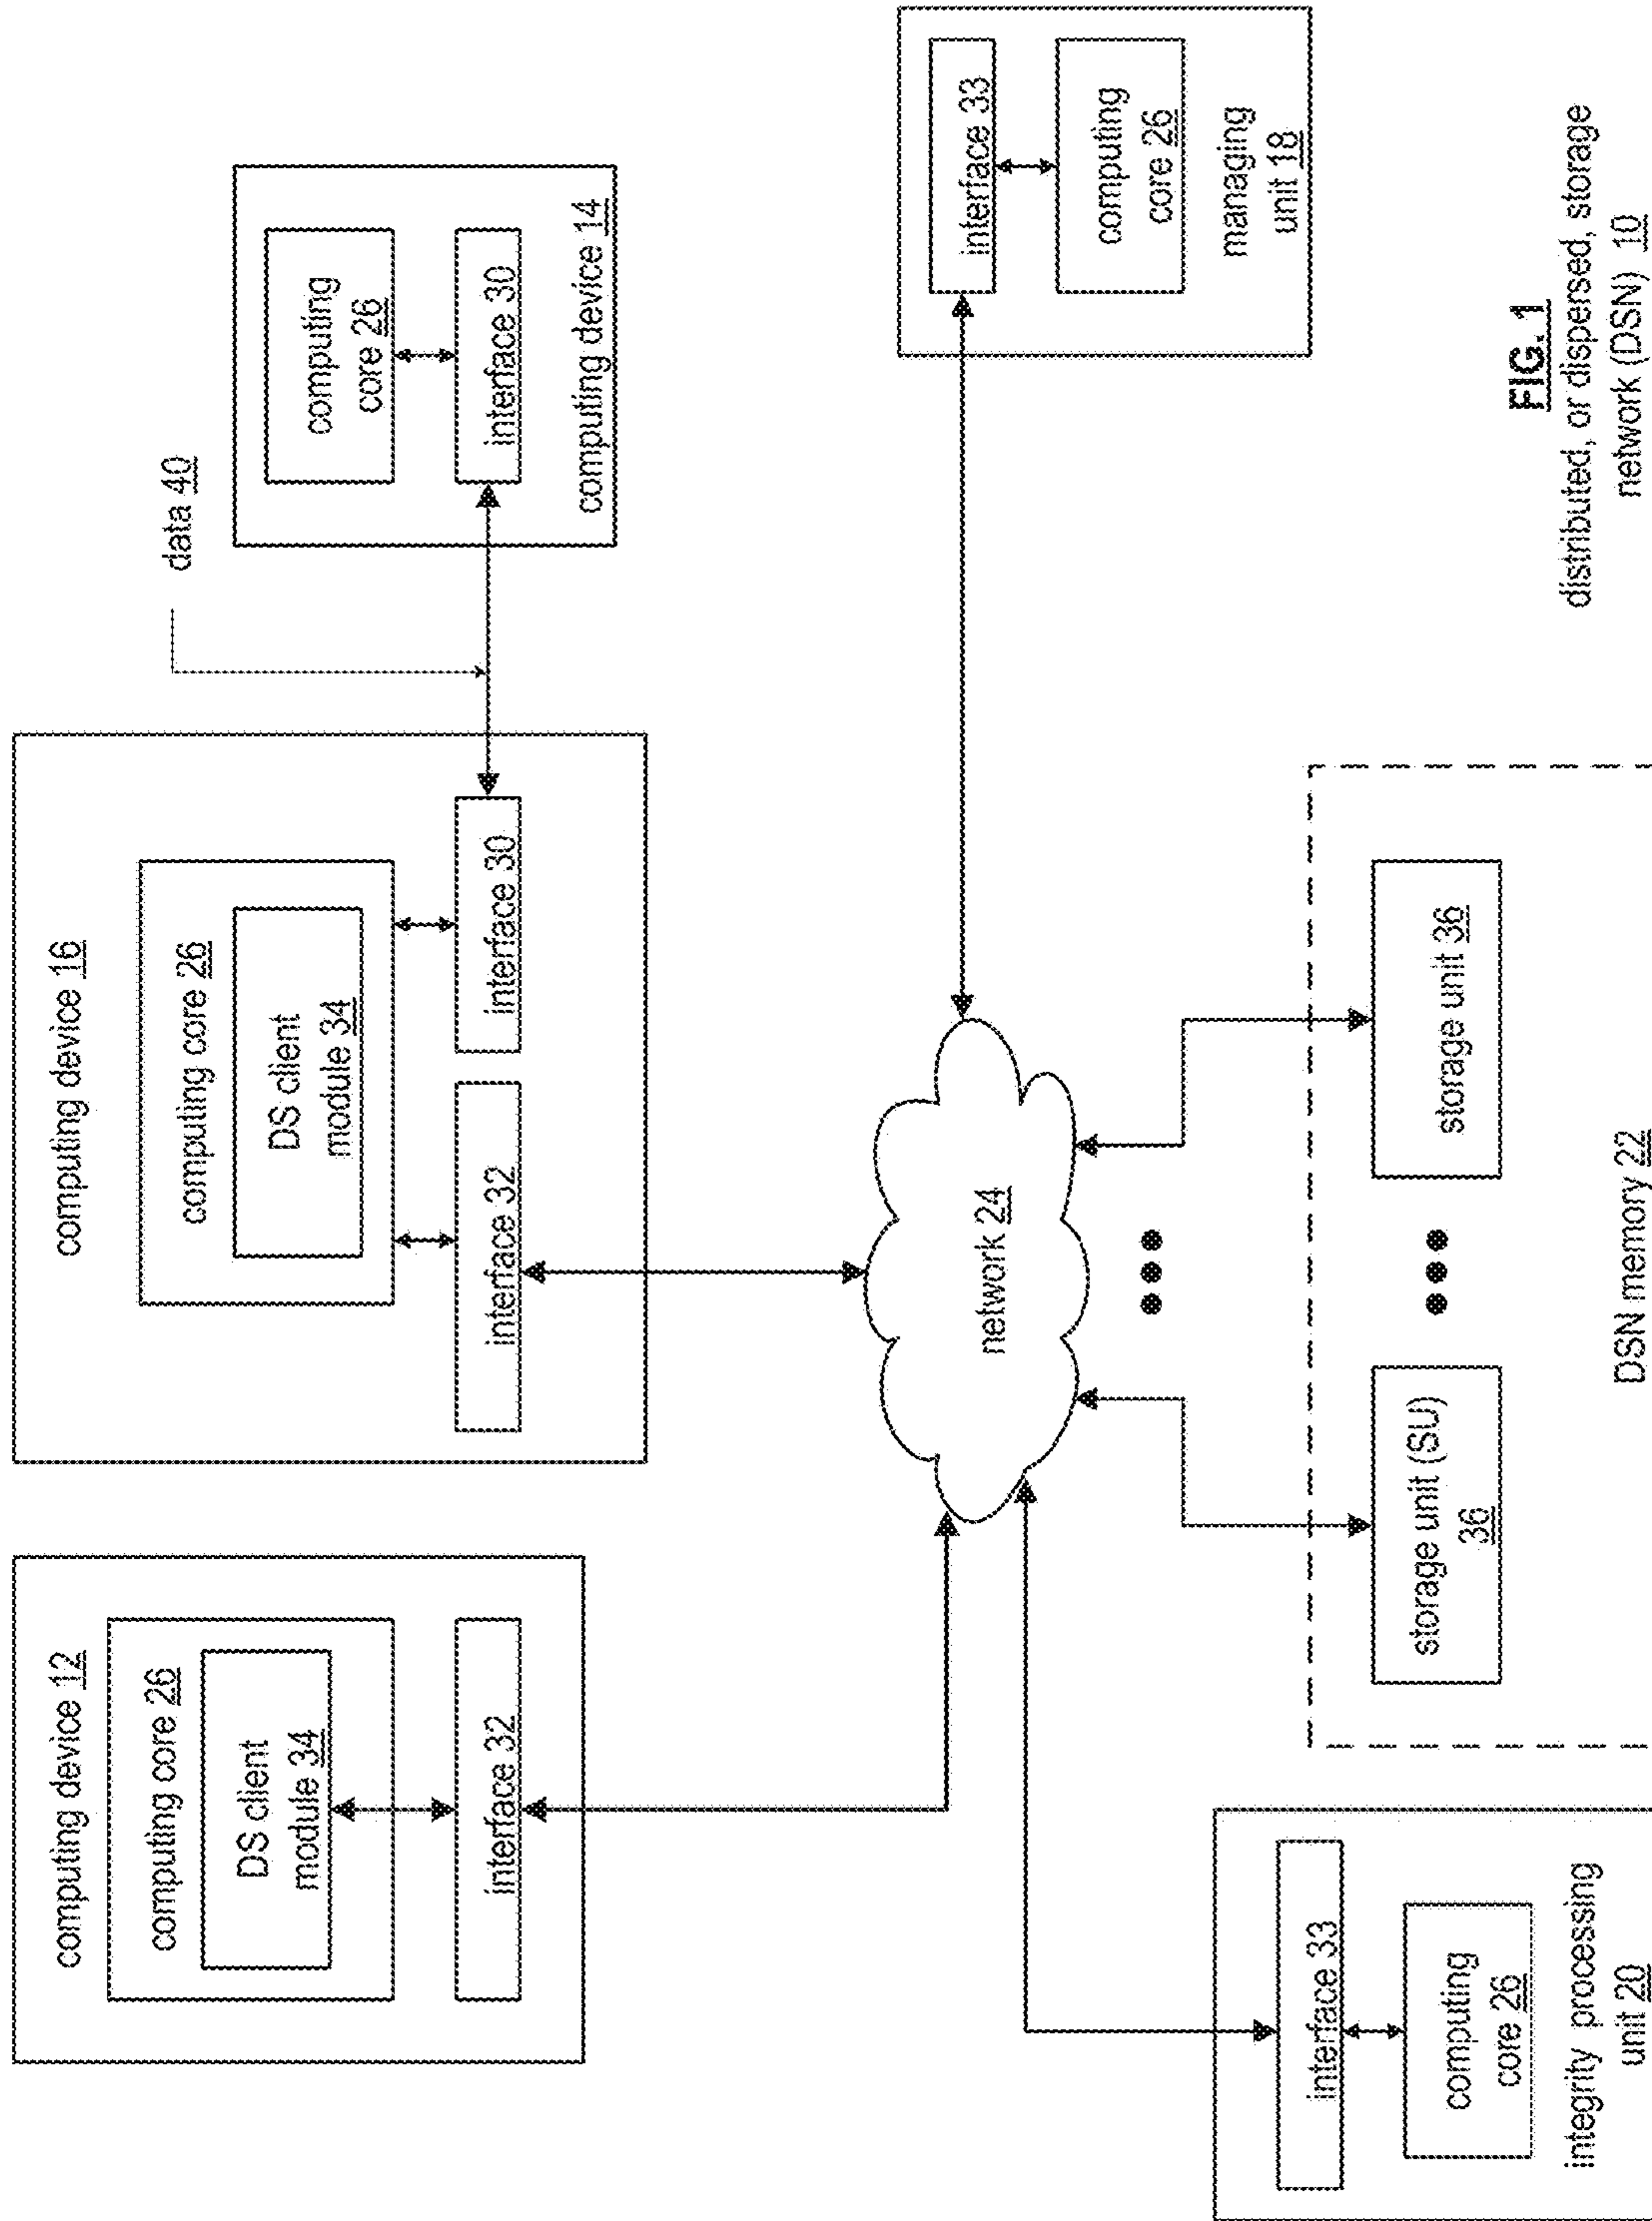 computing device 12
computing core 26
DS client
module 34
interface 32
computing device 16
computing core 26
DS client
module 34
interface 32
interface 30
data 40
computing
core 26
interface 30
computing device 14
network 24
interface 33
computing
core 26
managing
unit 18
interface 33
computing
core 26
integrity processing
unit 20
storage unit (SU)
36
storage unit 36
DSN memory 22
FIG. 1
distributed, or dispersed, storage
network (DSN) 10